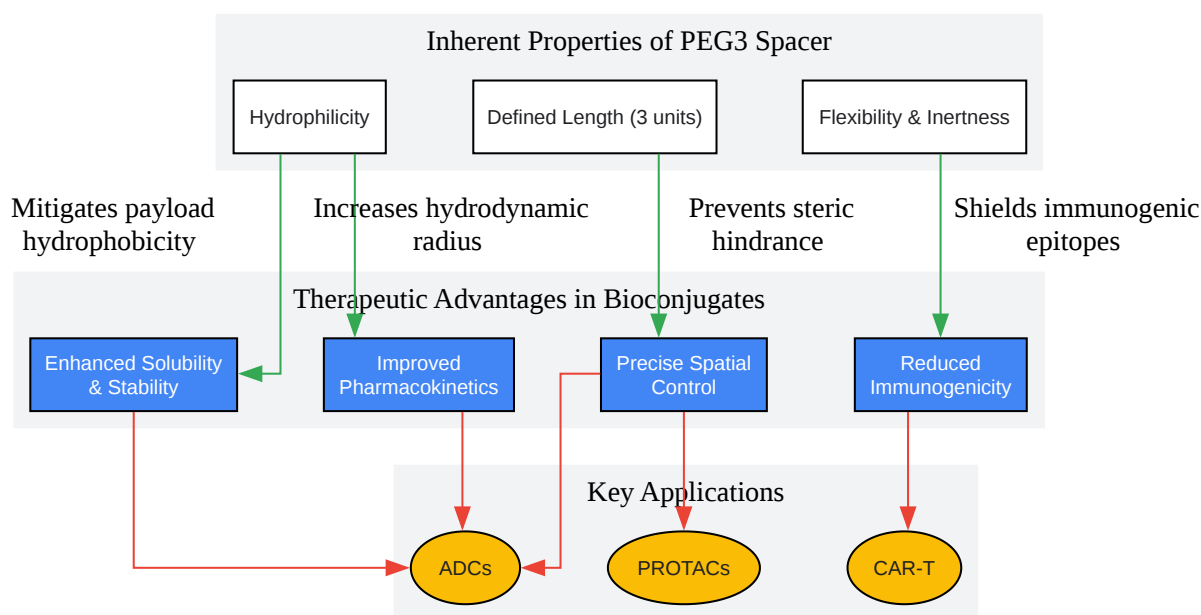 Inherent Properties of PEG3 Spacer
Hydrophilicity
Defined Length (3 units)
Flexibility & Inertness
Mitigates payload
hydrophobicity
Increases hydrodynamic
radius
Prevents steric
hindrance
Shields immunogenic
epitopes
Therapeutic Advantages in Bioconjugates
Enhanced Solubility
& Stability
Improved
Pharmacokinetics
Precise Spatial
Control
Reduced
Immunogenicity
Key Applications
ADCs
PROTACs
CAR-T